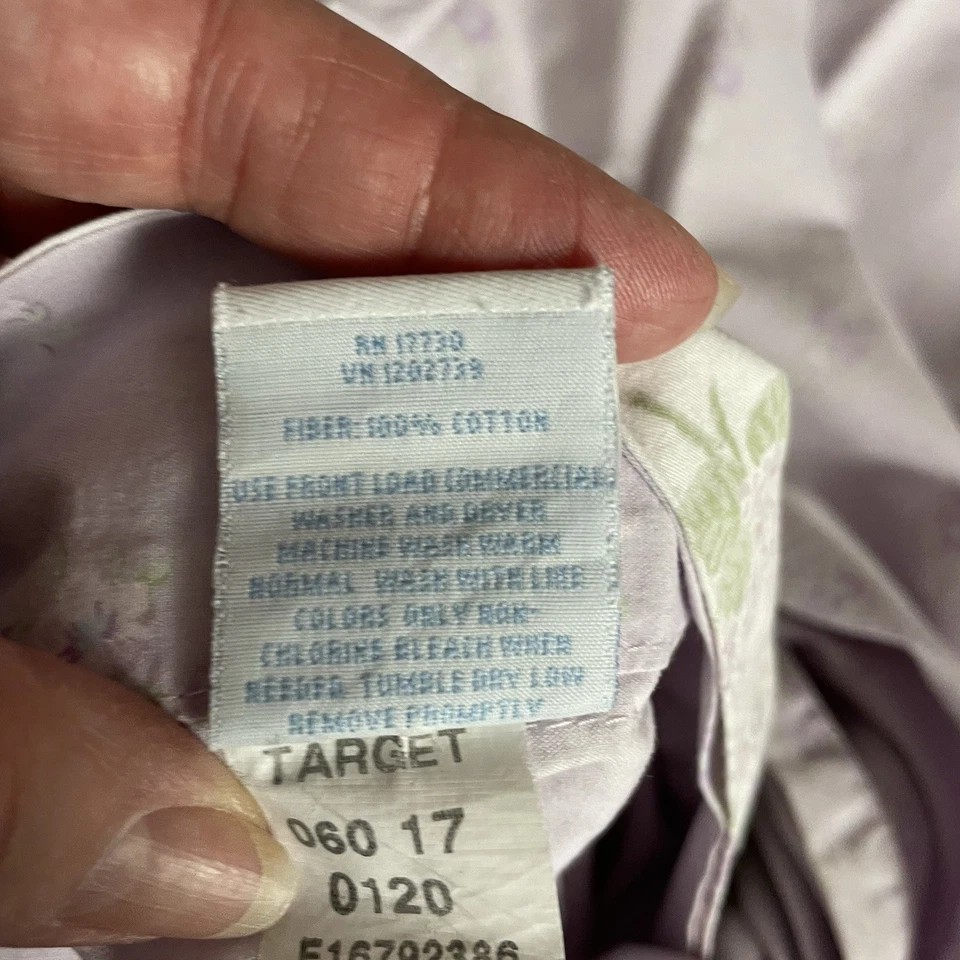 RN 17730
VN 1202739
FIBER: 100% COTTON
USE FRONT LOAD COMMERCIAL
WASHER AND DRYER
MACHINE WASH WARM
NORMAL WASH WITH LIKE
COLORS ONLY NON-
CHLORINE BLEACH WHEN
NEEDED TUMBLE DRY LOW
REMOVE PROMPTLY
TARGET
060 17
0120
F16792386